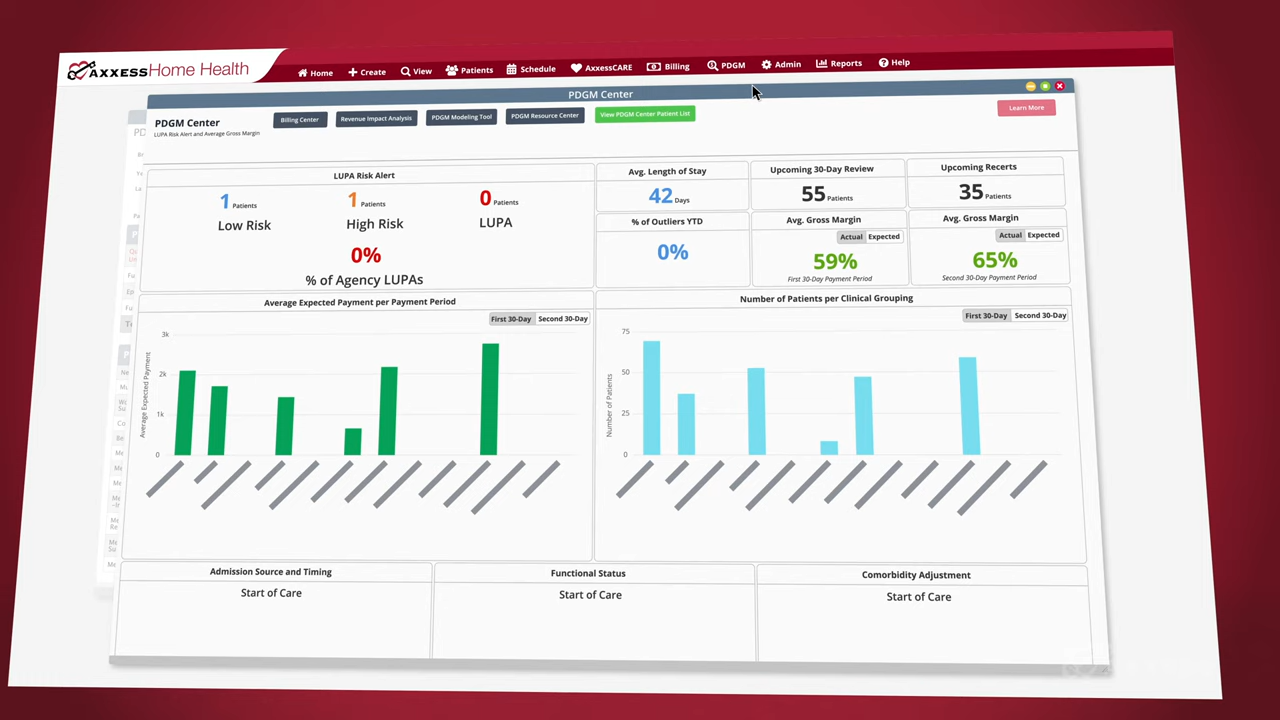 AXXESS Home Health
Home
Create
View
Patients
Schedule
AxxessCARE
Billing
PDGM
Admin
Reports
Help
PDGM Center
PDGM Center
LUPA Risk Alert and Average Gross Margin
Billing Center
Revenue Impact Analysis
PDGM Modeling Tool
PDGM Resource Center
View PDGM Center Patient List
Learn More
LUPA Risk Alert
1 Patients
Low Risk
1 Patients
High Risk
0 Patients
LUPA
0%
% of Agency LUPAs
Avg. Length of Stay
42 Days
Upcoming 30-Day Review
55 Patients
Upcoming Recerts
35 Patients
% of Outliers YTD
0%
Avg. Gross Margin
Actual Expected
59%
First 30-Day Payment Period
Avg. Gross Margin
Actual Expected
65%
Second 30-Day Payment Period
Average Expected Payment per Payment Period
First 30-Day Second 30-Day
Average Expected Payment
3k
2k
1k
0
Number of Patients per Clinical Grouping
First 30-Day Second 30-Day
Number of Patients
75
50
25
0
Admission Source and Timing
Start of Care
Functional Status
Start of Care
Comorbidity Adjustment
Start of Care